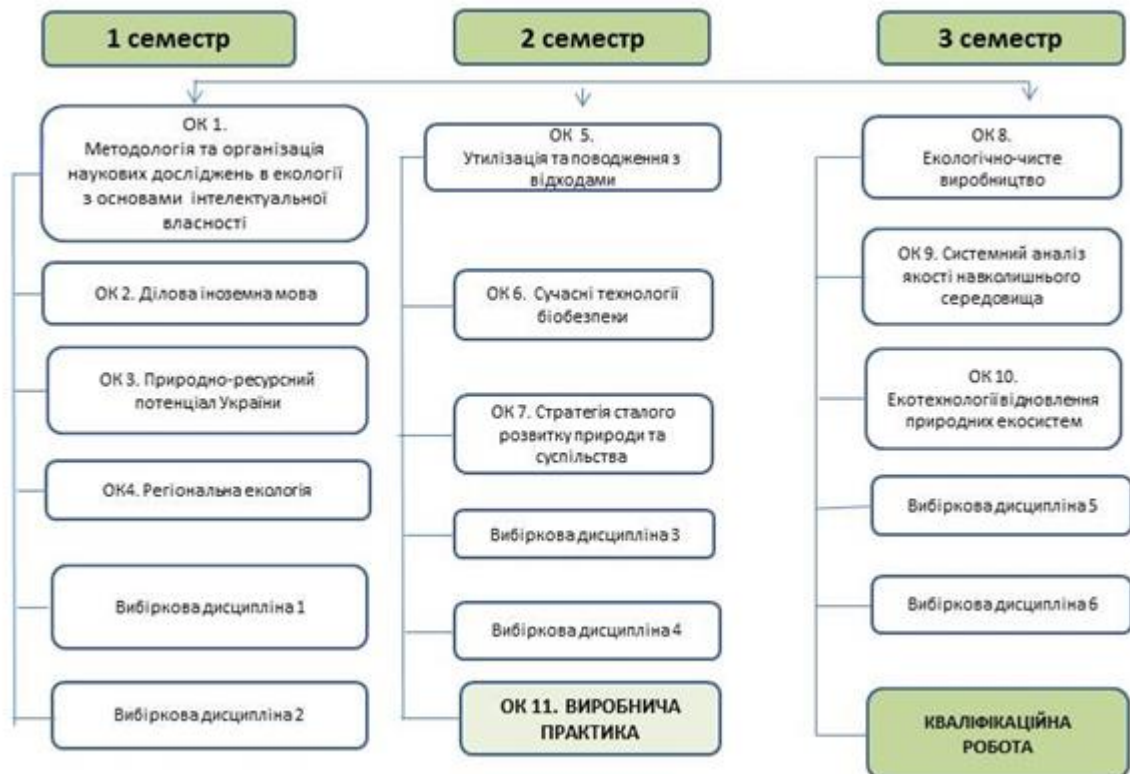 1 семестр
2 семестр
3 семестр
ОК 1.
Методологія та організація
наукових досліджень в екології
з основами інтелектуальної
власності
ОК 2. Ділова іноземна мова
ОК 3. Природно-ресурсний
потенціал України
ОК4. Регіональна екологія
Вибіркова дисципліна 1
Вибіркова дисципліна 2
ОК 5.
Утилізація та поводження з
відходами
ОК 6. Сучасні технології
біобезпеки
ОК 7. Стратегія сталого
розвитку природи та
суспільства
Вибіркова дисципліна 3
Вибіркова дисципліна 4
ОК 11. ВИРОБНИЧА
ПРАКТИКА
ОК 8.
Екологічно-чисте
виробництво
ОК 9. Системний аналіз
якості навколишнього
середовища
ОК 10.
Екотехнології відновлення
природних екосистем
Вибіркова дисципліна 5
Вибіркова дисципліна 6
КВАЛІФІКАЦІЙНА
РОБОТА